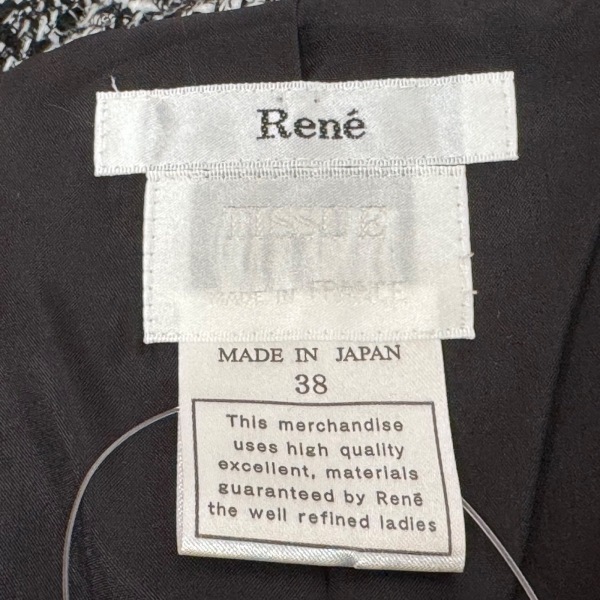 René
TISSUE
MADE IN FRANCE
MADE IN JAPAN
38
This merchandise
uses high quality
excellent, materials
guaranteed by René
the well refined ladies